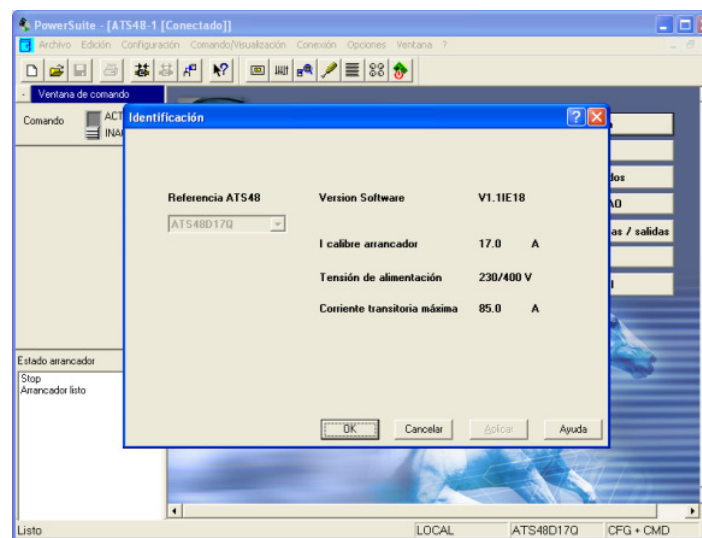 PowerSuite - [ATS48-1 [Conectado]]
Archivo Edición Configuración Comando/Visualización Conexión Opciones Ventana ?
Ventana de comando
Comando
ACT
INA
Identificación
Referencia ATS48
ATS48D17Q
Version Software V1.1IE18
I calibre arrancador 17.0 A
Tensión de alimentación 230/400 V
Corriente transitoria máxima 85.0 A
OK Cancelar Aplicar Ayuda
dos
AO
as / salidas
Estado arrancador
Stop
Arrancador listo
Listo LOCAL ATS48D17Q CFG + CMD